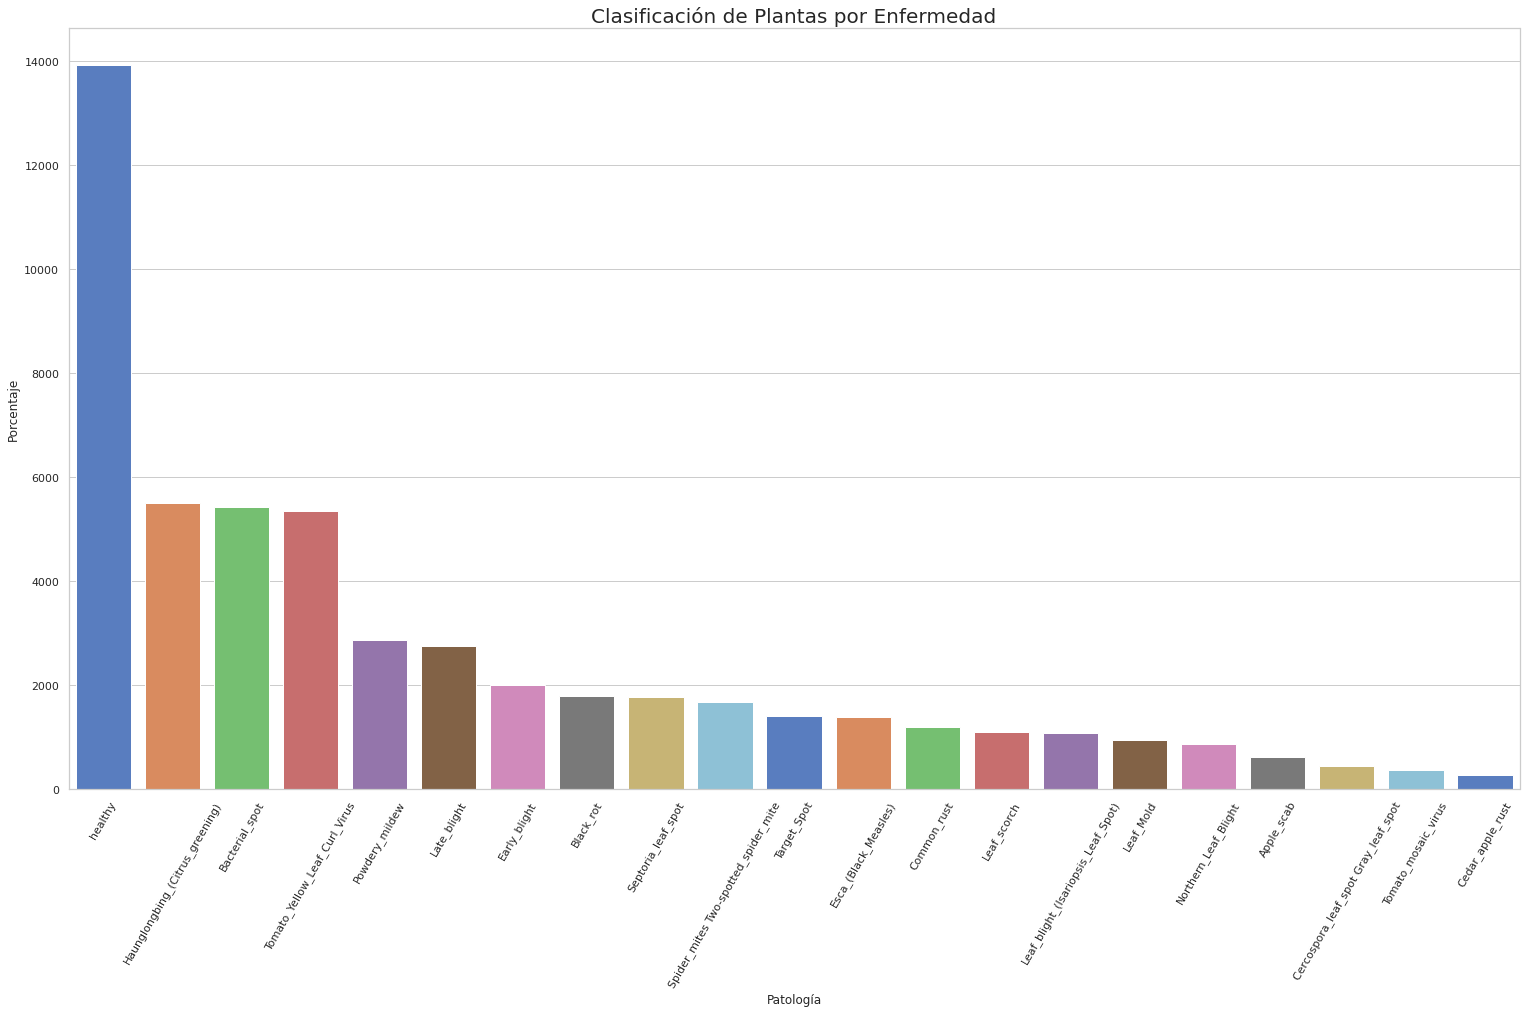 Clasificación de Plantas por Enfermedad
14000
12000
10000
8000
6000
4000
2000
0
Porcentaje
healthy
Haunglongbing_(Citrus_greening)
Bacterial_spot
Tomato_Yellow_Leaf_Curl_Virus
Powdery_mildew
Late_blight
Early_blight
Black_rot
Septoria_leaf_spot
Spider_mites Two-spotted_spider_mite
Target_Spot
Esca_(Black_Measles)
Common_rust
Leaf_scorch
Leaf_blight_(Isariopsis_Leaf_Spot)
Leaf_Mold
Northern_Leaf_Blight
Apple_scab
Cercospora_leaf_spot Gray_leaf_spot
Tomato_mosaic_virus
Cedar_apple_rust
Patología